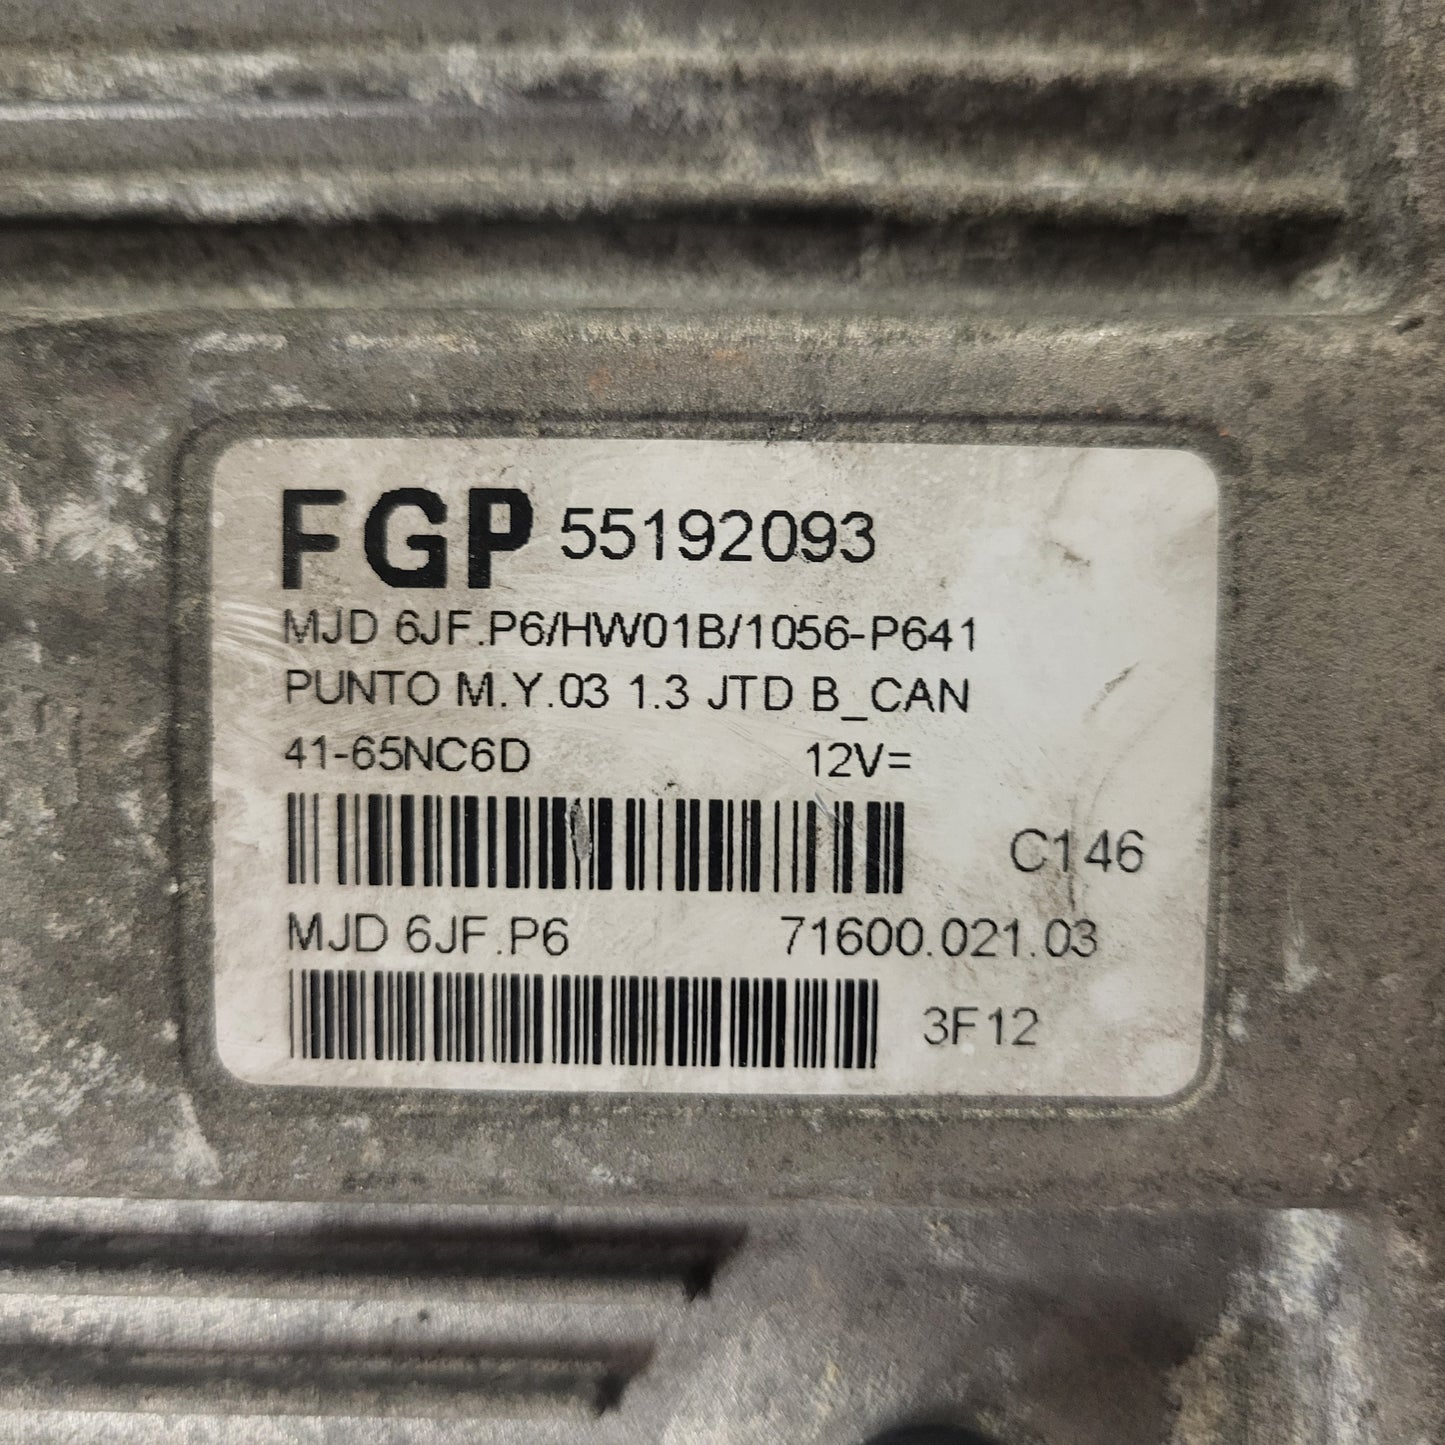 FGP 55192093
MJD 6JF.P6/HW01B/1056-P641
PUNTO M.Y.03 1.3 JTD B_CAN
41-65NC6D 12V=
C146
MJD 6JF.P6 71600.021.03
3F12